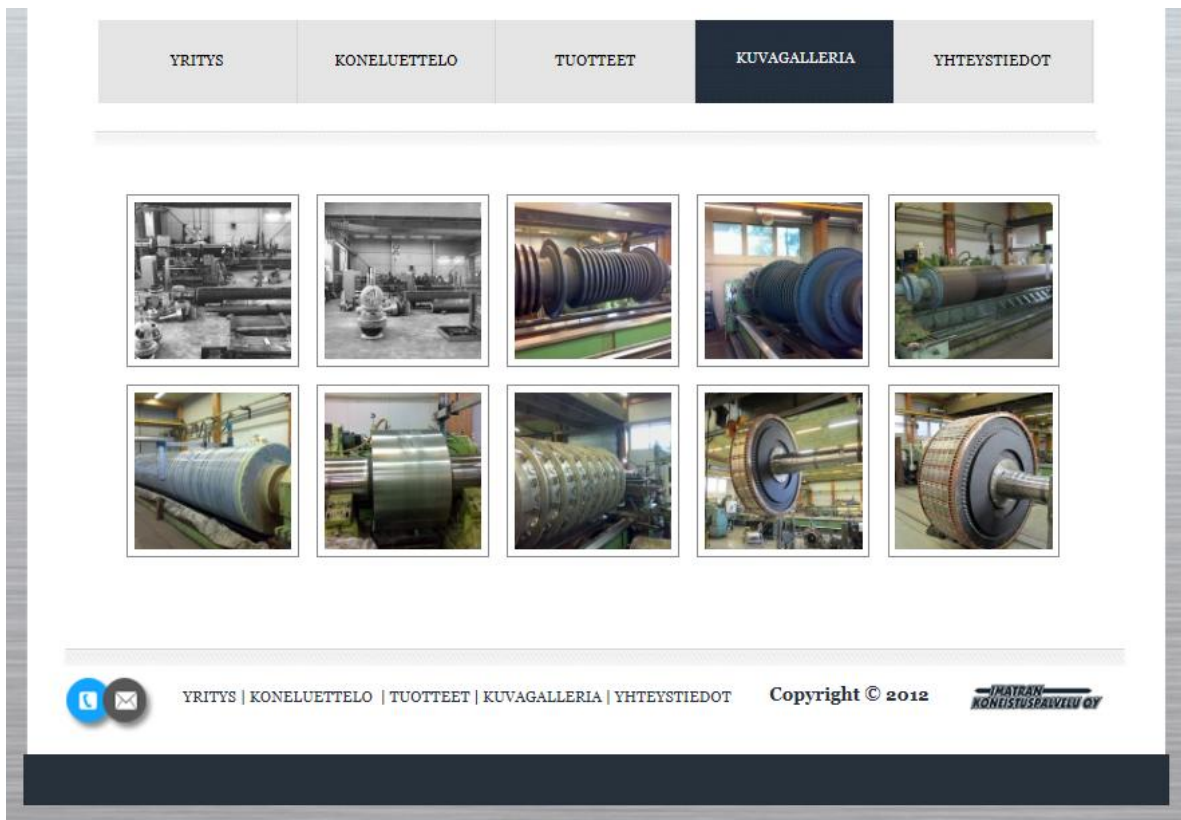 YRITYS
KONELUETTELO
TUOTTEET
KUVAGALLERIA
YHTEYSTIEDOT
YRITYS | KONELUETTELO | TUOTTEET | KUVAGALLERIA | YHTEYSTIEDOT
Copyright © 2012
IMATRAN
KONEISTUSPALVELU OY